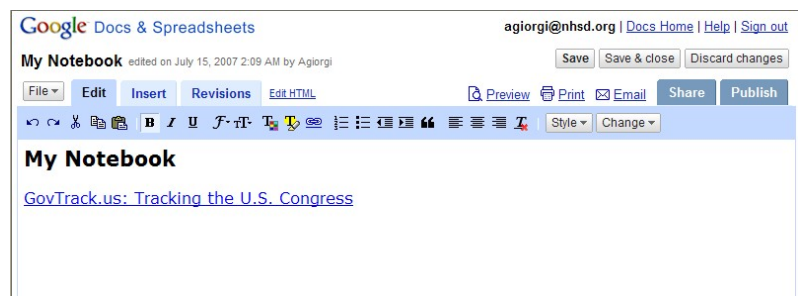 Google Docs & Spreadsheets agiorgi@nhsd.org | Docs Home | Help | Sign out
My Notebook edited on July 15, 2007 2:09 AM by Agiorgi Save Save & close Discard changes
File Edit Insert Revisions Edit HTML Preview Print Email Share Publish
B I U F TT T T Style Change
My Notebook
GovTrack.us: Tracking the U.S. Congress